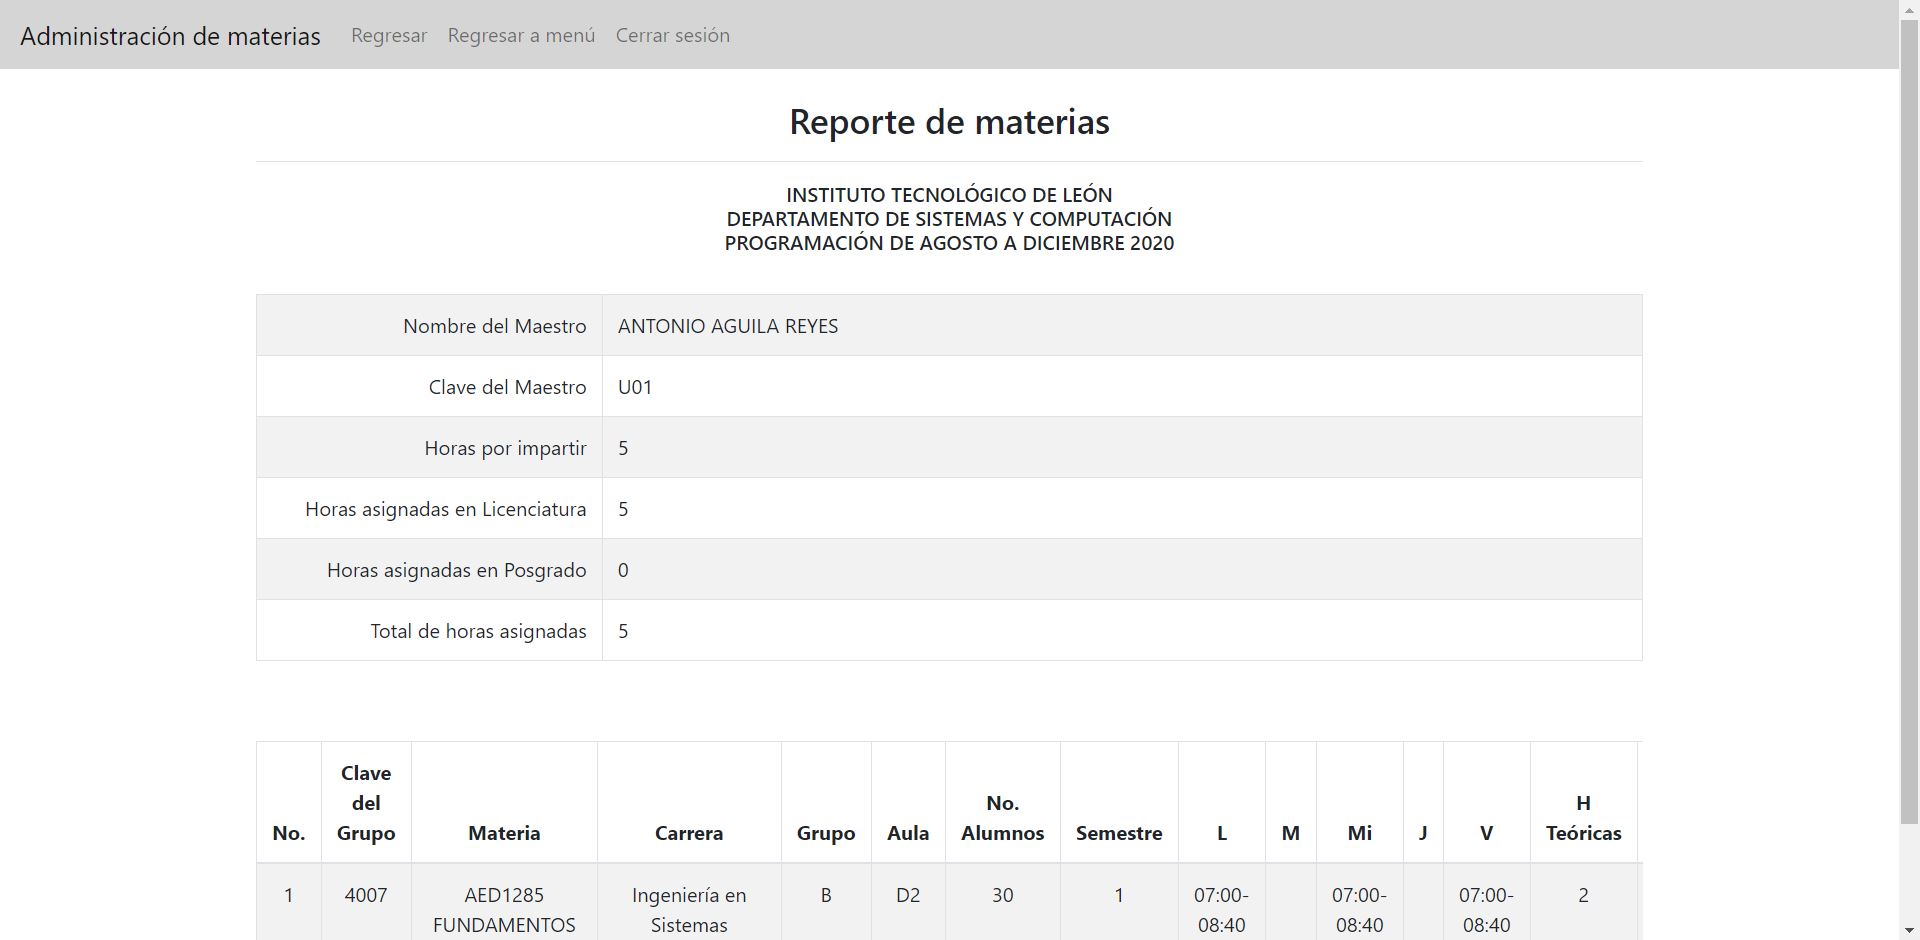 Administración de materias Regresar Regresar a menú Cerrar sesión
Reporte de materias
INSTITUTO TECNOLÓGICO DE LEÓN
DEPARTAMENTO DE SISTEMAS Y COMPUTACIÓN
PROGRAMACIÓN DE AGOSTO A DICIEMBRE 2020
Nombre del Maestro ANTONIO AGUILA REYES
Clave del Maestro U01
Horas por impartir 5
Horas asignadas en Licenciatura 5
Horas asignadas en Posgrado 0
Total de horas asignadas 5
Clave
del No. H
No. Grupo Materia Carrera Grupo Aula Alumnos Semestre L M Mi J V Teóricas
1 4007 AED1285 Ingeniería en B D2 30 1 07:00- 07:00- 07:00- 2
FUNDAMENTOS Sistemas 08:40 08:40 08:40